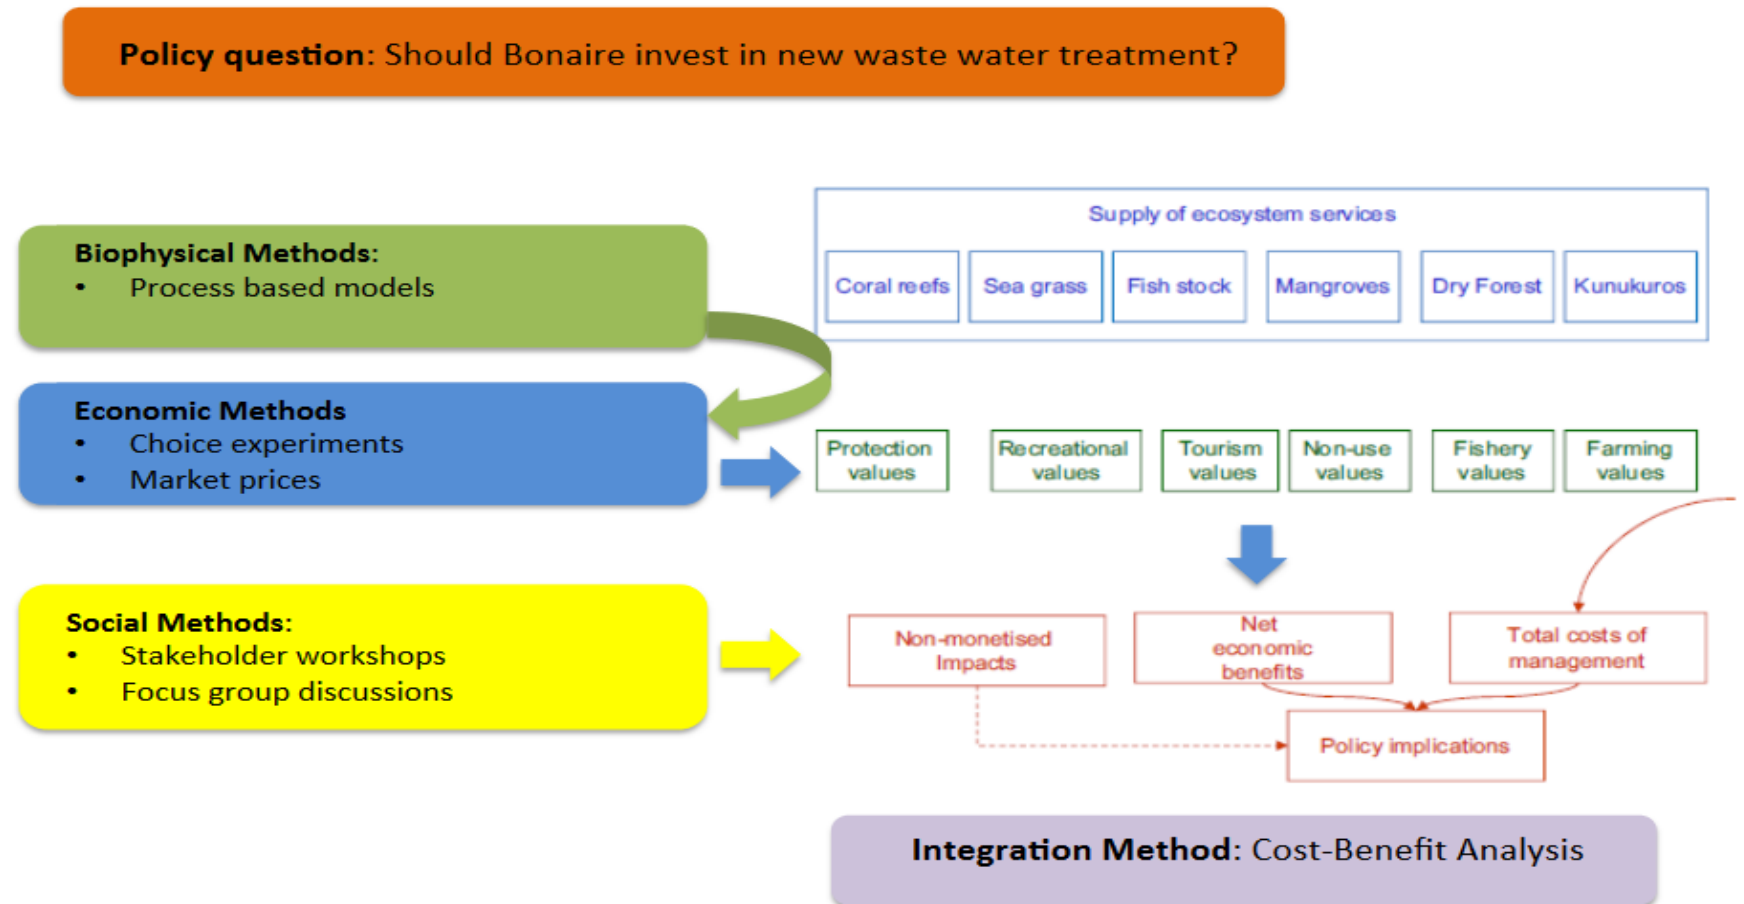 Policy question: Should Bonaire invest in new waste water treatment?
Supply of ecosystem services
Coral reefs
Sea grass
Fish stock
Mangroves
Dry Forest
Kunukuros
Biophysical Methods:
• Process based models
Economic Methods
• Choice experiments
• Market prices
Protection
values
Recreational
values
Tourism
values
Non-use
values
Fishery
values
Farming
values
Social Methods:
• Stakeholder workshops
• Focus group discussions
Non-monetised
Impacts
Net
economic
benefits
Total costs of
management
Policy implications
Integration Method: Cost-Benefit Analysis